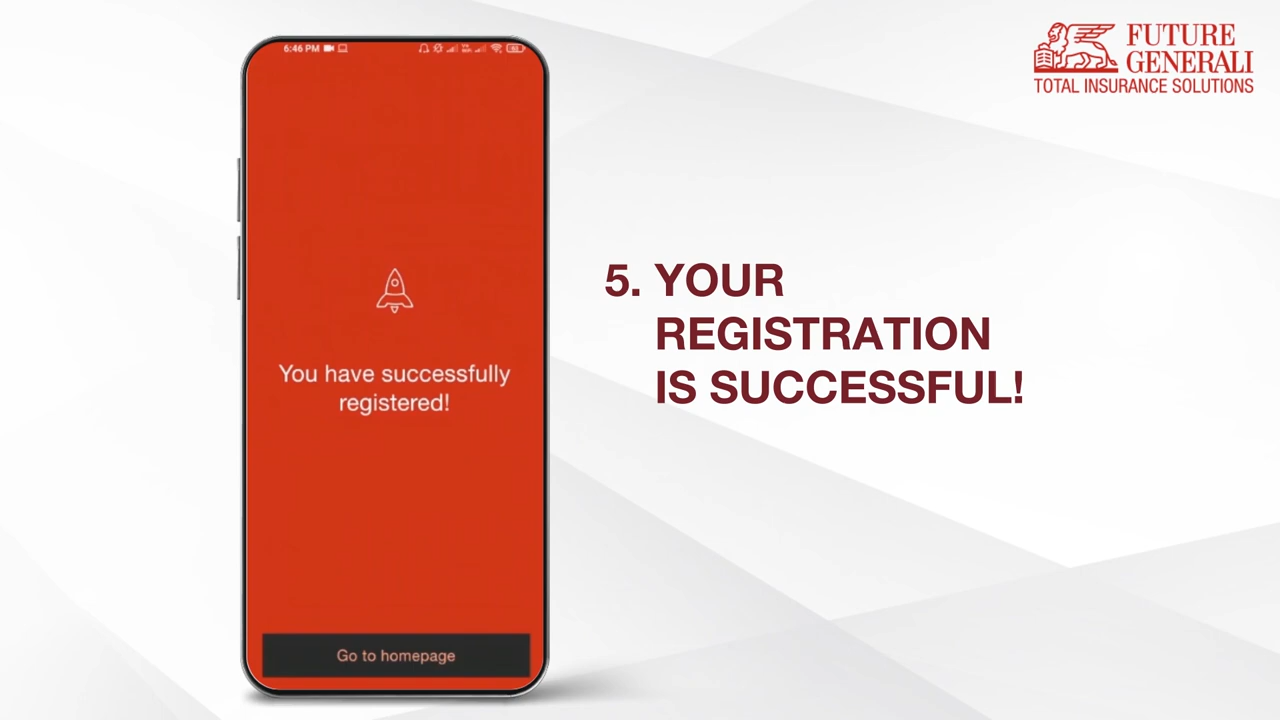 6:46 PM
You have successfully
registered!
Go to homepage
5. YOUR
REGISTRATION
IS SUCCESSFUL!
FUTURE
GENERALI
TOTAL INSURANCE SOLUTIONS